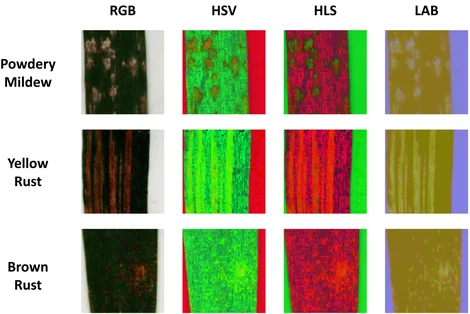 RGB HSV HLS LAB
Powdery
Mildew
Yellow
Rust
Brown
Rust